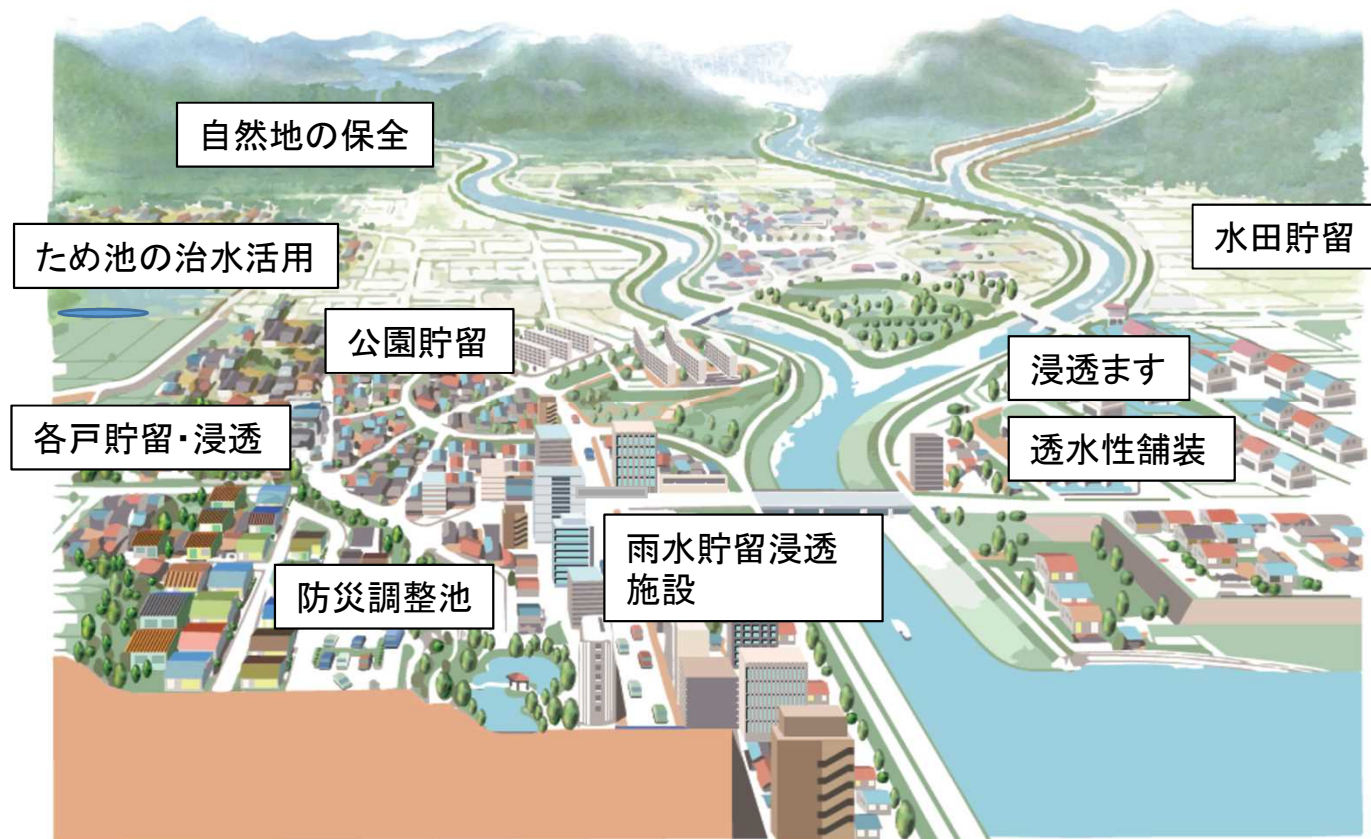 自然地の保全
水田貯留
ため池の治水活用
公園貯留
浸透ます
各戸貯留・浸透
透水性舗装
雨水貯留浸透
施設
防災調整池